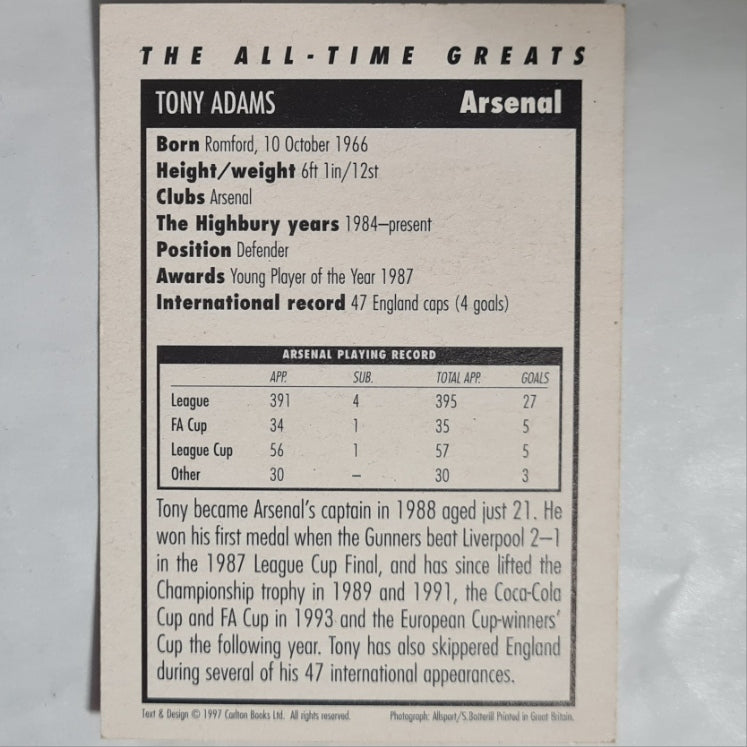 THE ALL-TIME GREATS
TONY ADAMS Arsenal
Born Romford, 10 October 1966
Height/weight 6ft 1in/12st
Clubs Arsenal
The Highbury years 1984–present
Position Defender
Awards Young Player of the Year 1987
International record 47 England caps (4 goals)
ARSENAL PLAYING RECORD
APP. SUB. TOTAL APP. GOALS
League 391 4 395 27
FA Cup 34 1 35 5
League Cup 56 1 57 5
Other 30 – 30 3
Tony became Arsenal's captain in 1988 aged just 21. He
won his first medal when the Gunners beat Liverpool 2–1
in the 1987 League Cup Final, and has since lifted the
Championship trophy in 1989 and 1991, the Coca-Cola
Cup and FA Cup in 1993 and the European Cup-winners'
Cup the following year. Tony has also skippered England
during several of his 47 international appearances.
Text & Design © 1997 Carlton Books Ltd. All rights reserved. Photograph: Allsport/S.Botterill Printed in Great Britain.